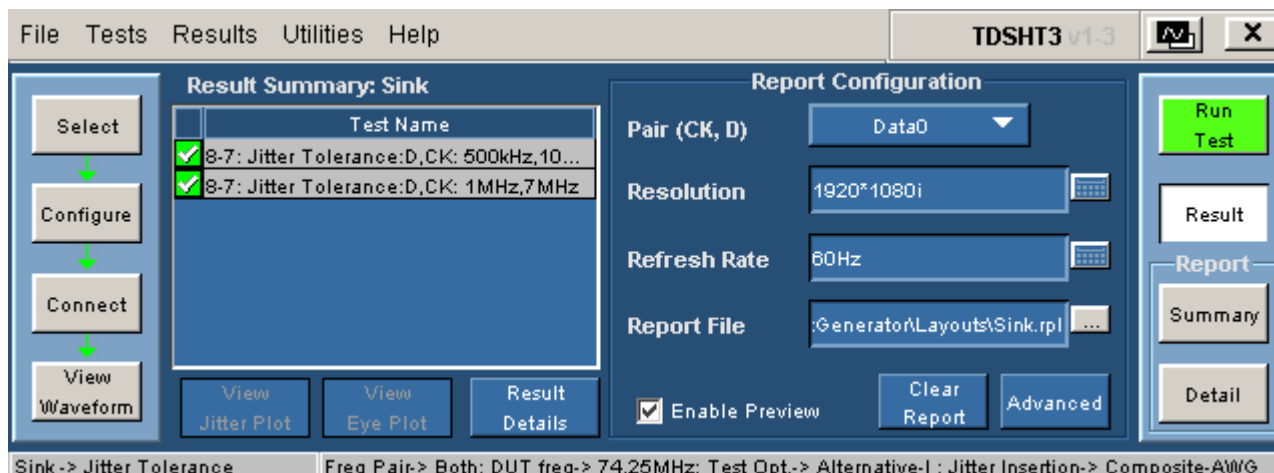 File Tests Results Utilities Help TDSHT3 v1-3
Result Summary: Sink
Test Name
8-7: Jitter Tolerance:D,CK: 500kHz,10...
8-7: Jitter Tolerance:D,CK: 1MHz,7MHz
Select
Configure
Connect
View
Waveform
View
Jitter Plot
View
Eye Plot
Result
Details
Report Configuration
Pair (CK, D) Data0
Resolution 1920*1080i
Refresh Rate 60Hz
Report File :Generator\Layouts\Sink.rpl ...
Enable Preview
Clear
Report
Advanced
Run
Test
Result
Report
Summary
Detail
Sink -> Jitter Tolerance Freq Pair-> Both; DUT freq-> 74.25MHz; Test Opt.-> Alternative-I ; Jitter Insertion-> Composite-AWG